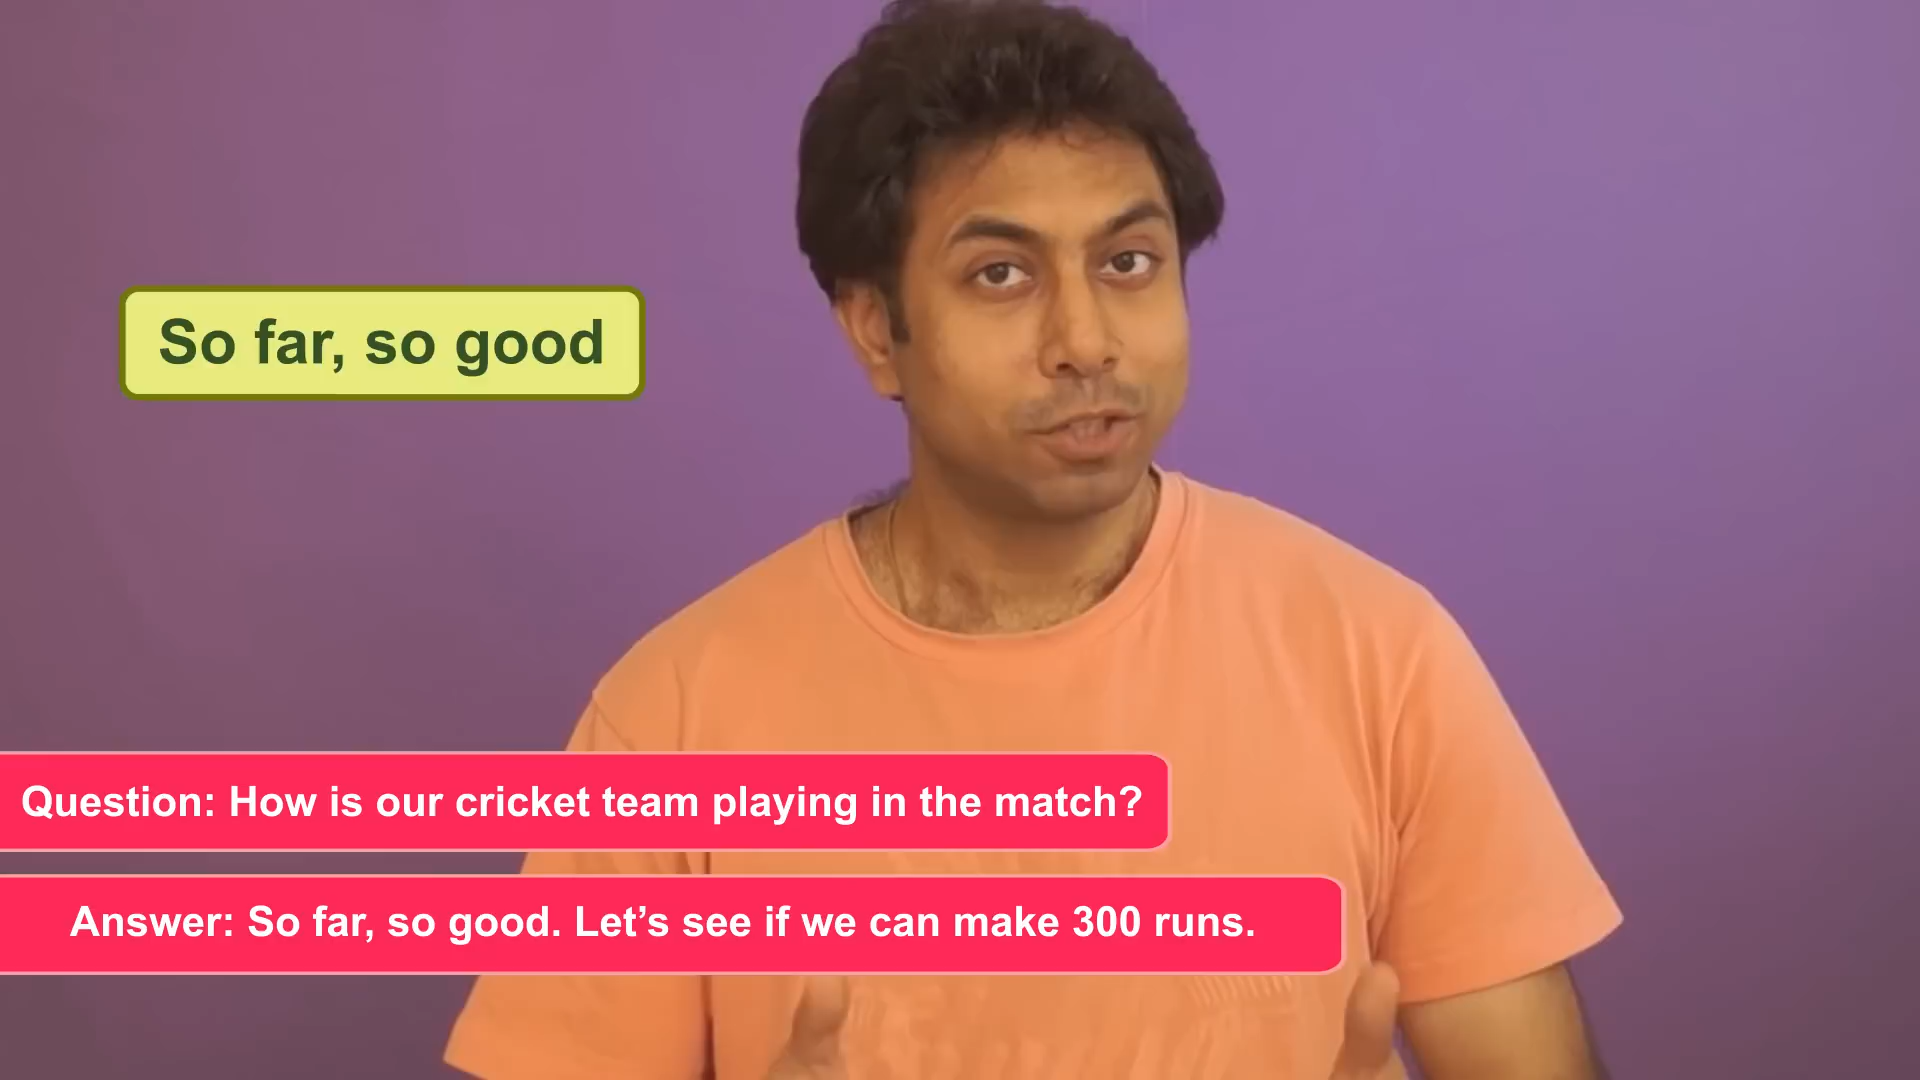 So far, so good
Question: How is our cricket team playing in the match?
Answer: So far, so good. Let’s see if we can make 300 runs.